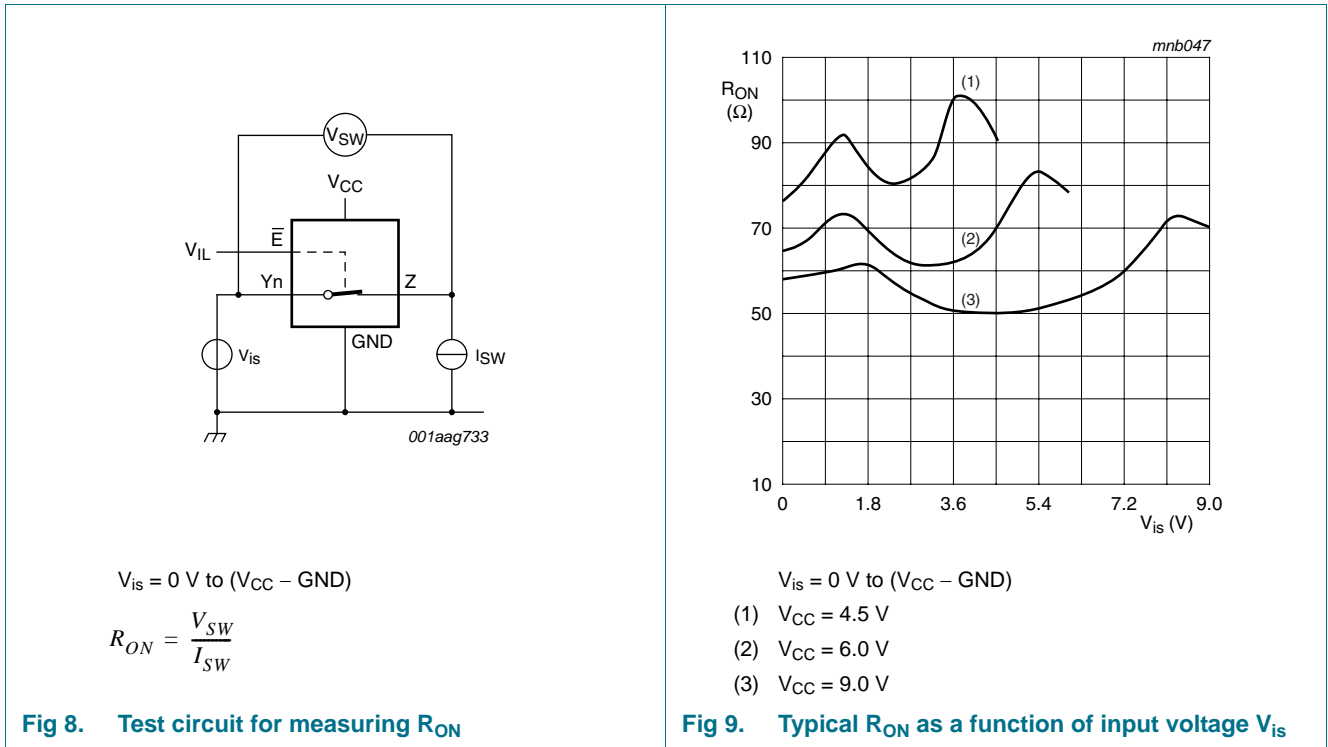 V_SW
V_CC
E̅
V_IL
Yn
Z
GND
V_is
I_SW
001aag733
V_is = 0 V to (V_CC – GND)
R_ON = V_SW / I_SW
Fig 8. Test circuit for measuring R_ON
mnb047
110
R_ON
(Ω)
(1)
90
70
(2)
(3)
50
30
10
0 1.8 3.6 5.4 7.2 9.0
V_is (V)
V_is = 0 V to (V_CC – GND)
(1) V_CC = 4.5 V
(2) V_CC = 6.0 V
(3) V_CC = 9.0 V
Fig 9. Typical R_ON as a function of input voltage V_is